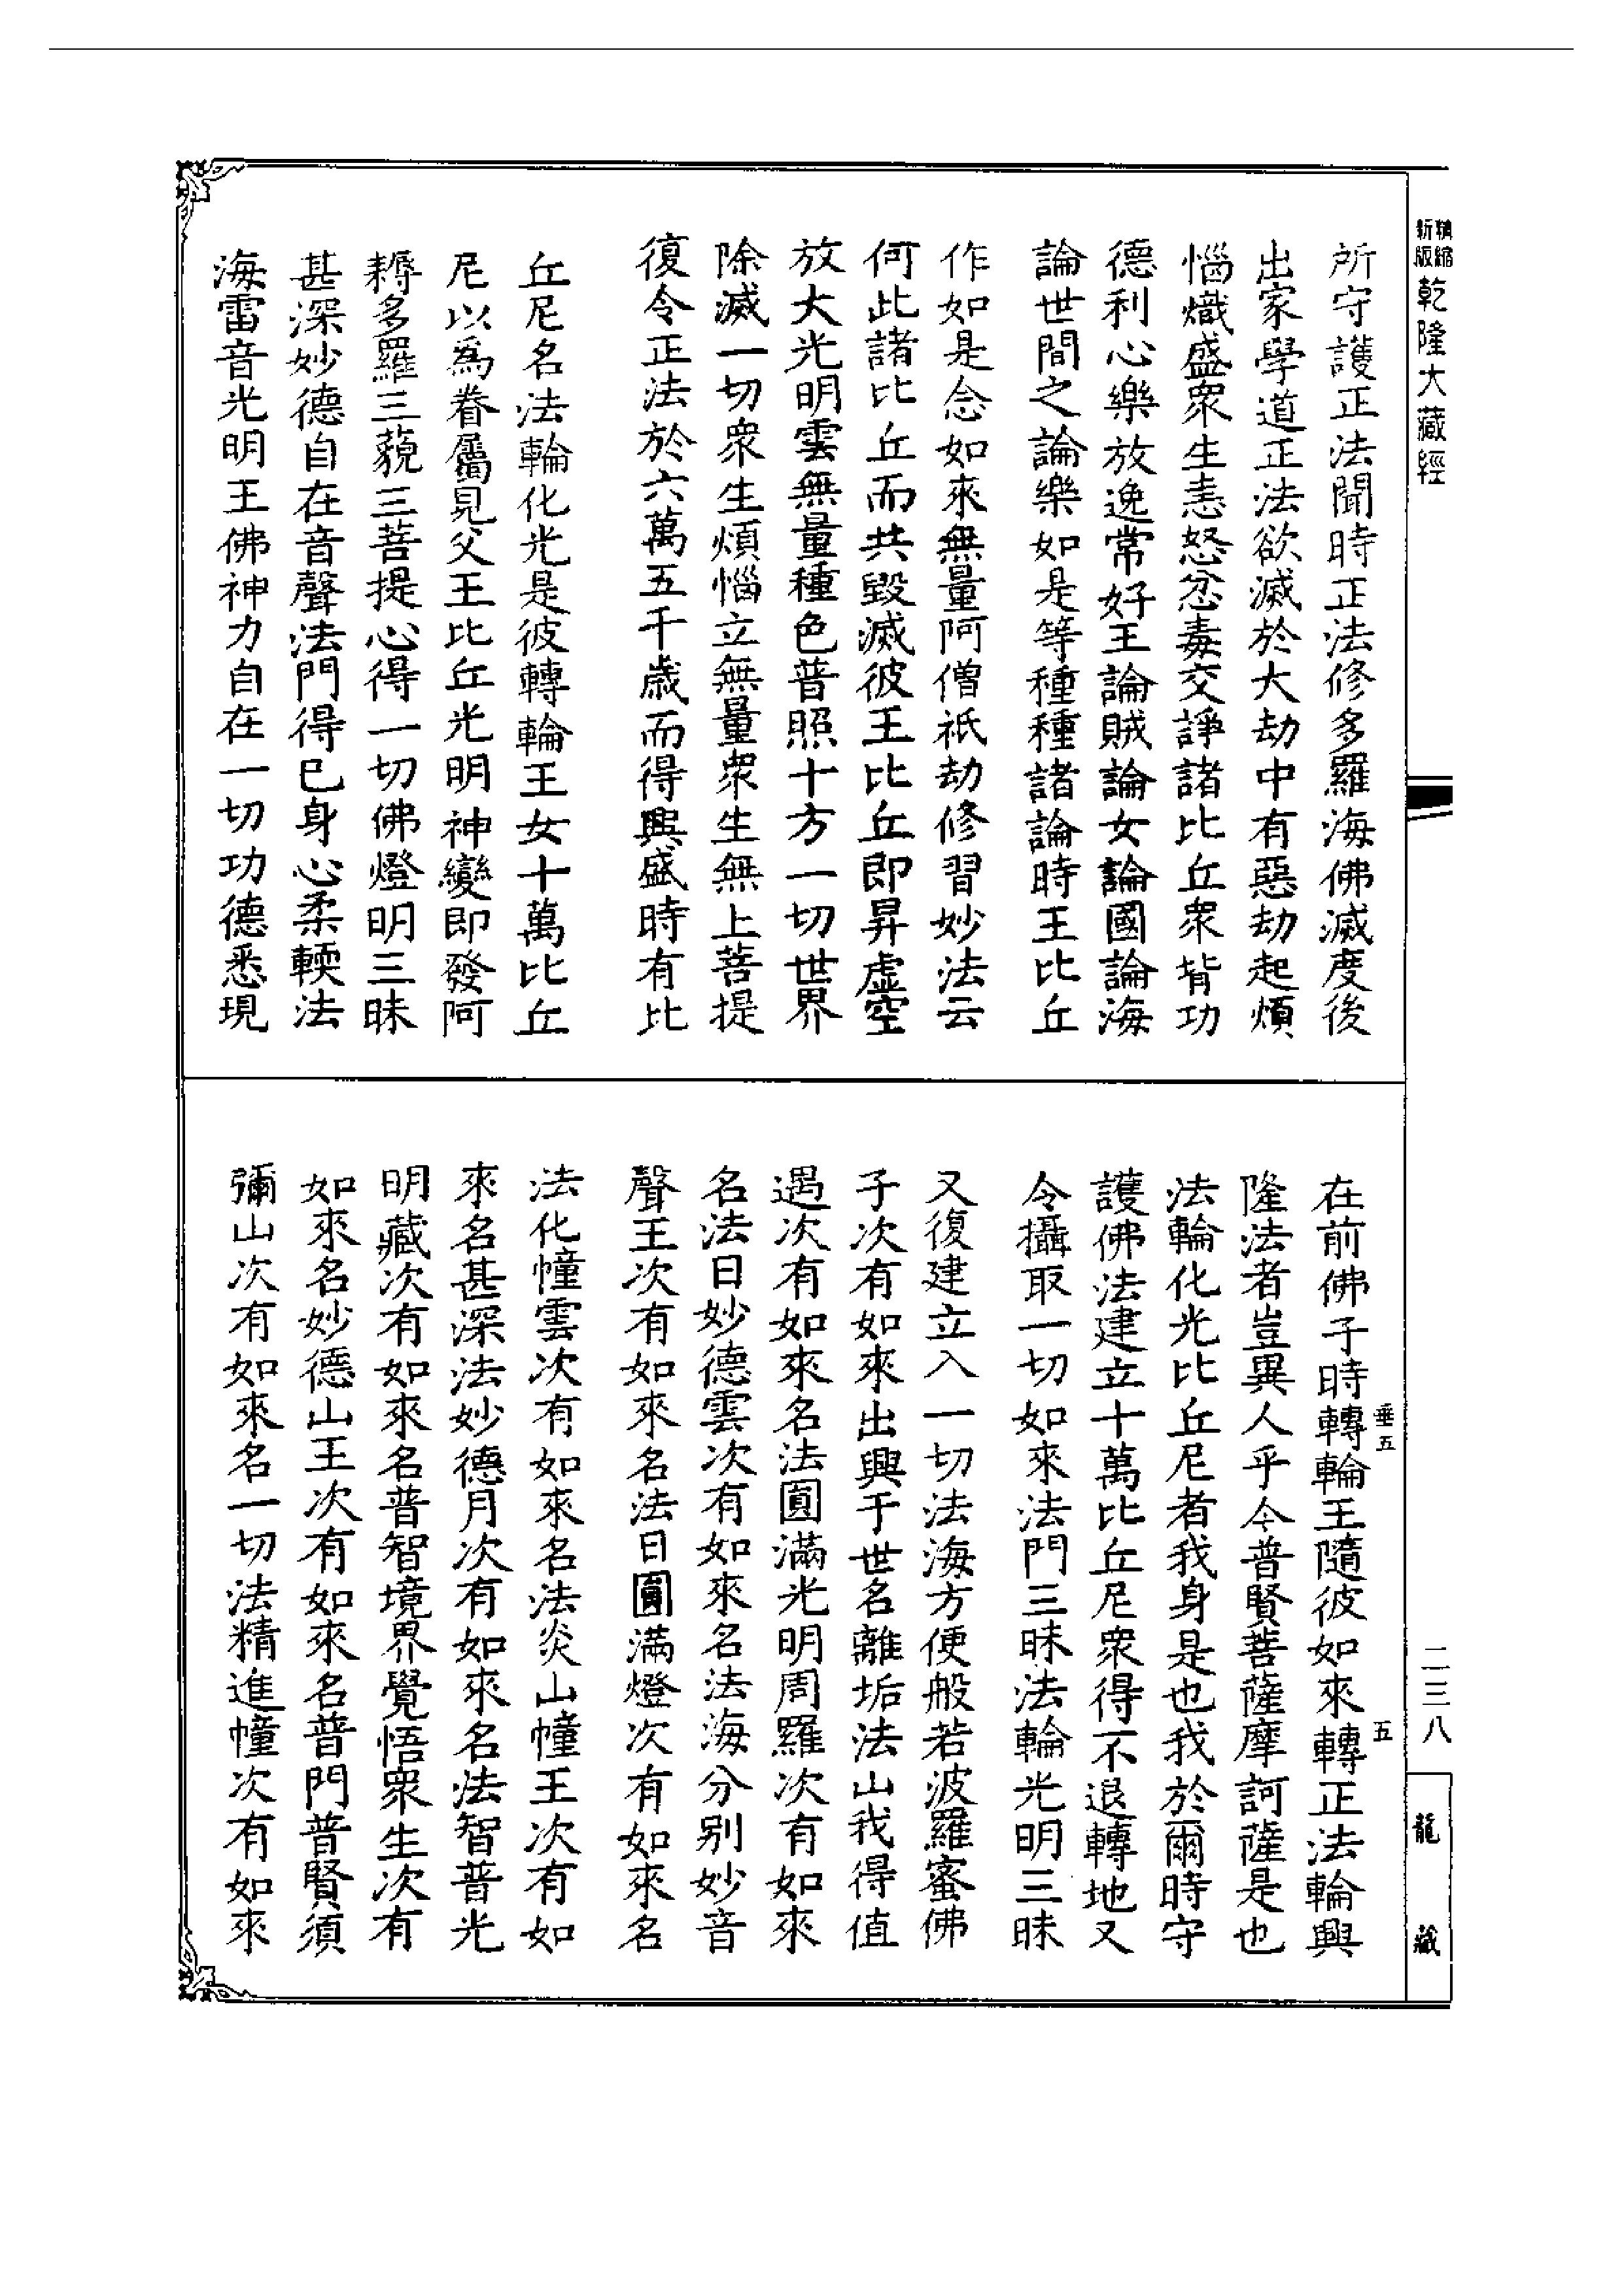 新版精縮乾隆大藏經
所守護正法聞時正法修多羅海佛滅度後
出家學道正法欲滅於大劫中有惡劫起煩
惱熾盛衆生恚怒忿毒交諍諸比丘衆背功
德利心樂放逸常好王論賊論女論國論海
論世間之論樂如是等種種諸論時王比丘
作如是念如來無量阿僧祇劫修習妙法云
何此諸比丘而共毀滅彼王比丘即昇虛空
放大光明雲無量種色普照十方一切世界
除滅一切衆生煩惱立無量衆生無上菩提
復令正法於六萬五千歲而得興盛時有比
丘尼名法輪化光是彼轉輪王女十萬比丘
尼以爲眷屬見父王比丘光明神變即發阿
耨多羅三藐三菩提心得一切佛燈明三昧
甚深妙德自在音聲法門得已身心柔輭法
海雷音光明王佛神力自在一切功德悉現
在前佛子時轉輪王隨彼如來轉正法輪興
隆法者豈異人乎今普賢菩薩摩訶薩是也
法輪化光比丘尼者我身是也我於爾時守
護佛法建立十萬比丘尼衆得不退轉地又
令攝取一切如來法門三昧法輪光明三昧
又復建立入一切法海方便般若波羅蜜佛
子次有如來出興于世名離垢法山我得值
遇次有如來名法圓滿光明周羅次有如來
名法日妙德雲次有如來名法海分别妙音
聲王次有如來名法日圓滿燈次有如來名
法化幢雲次有如來名法炎山幢王次有如
來名甚深法妙德月次有如來名法智普光
明藏次有如來名普智境界覺悟衆生次有
如來名妙德山王次有如來名普門普賢須
彌山次有如來名一切法精進幢次有如來
垂五
五
二三八
龍藏